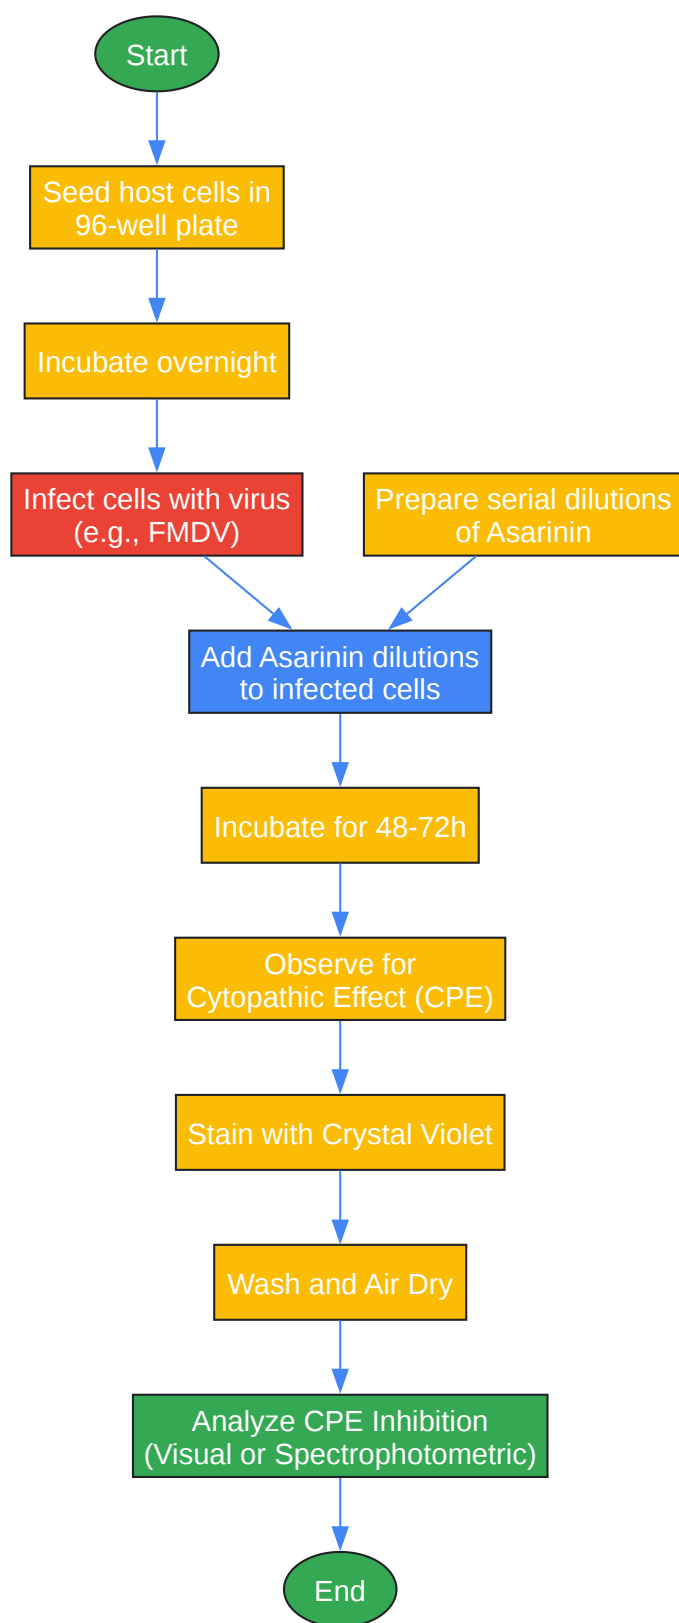 Start
Seed host cells in
96-well plate
Incubate overnight
Infect cells with virus
(e.g., FMDV)
Prepare serial dilutions
of Asarinin
Add Asarinin dilutions
to infected cells
Incubate for 48-72h
Observe for
Cytopathic Effect (CPE)
Stain with Crystal Violet
Wash and Air Dry
Analyze CPE Inhibition
(Visual or Spectrophotometric)
End